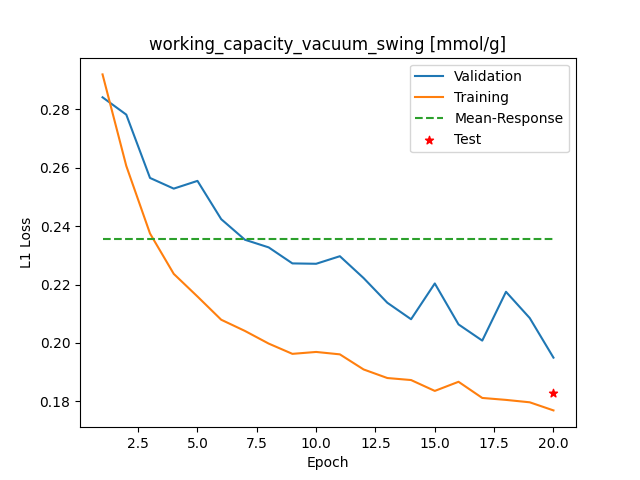 working_capacity_vacuum_swing [mmol/g]
Validation
Training
Mean-Response
Test
L1 Loss
0.28
0.26
0.24
0.22
0.20
0.18
2.5 5.0 7.5 10.0 12.5 15.0 17.5 20.0
Epoch